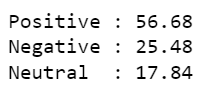 Positive : 56.68
Negative : 25.48
Neutral  : 17.84